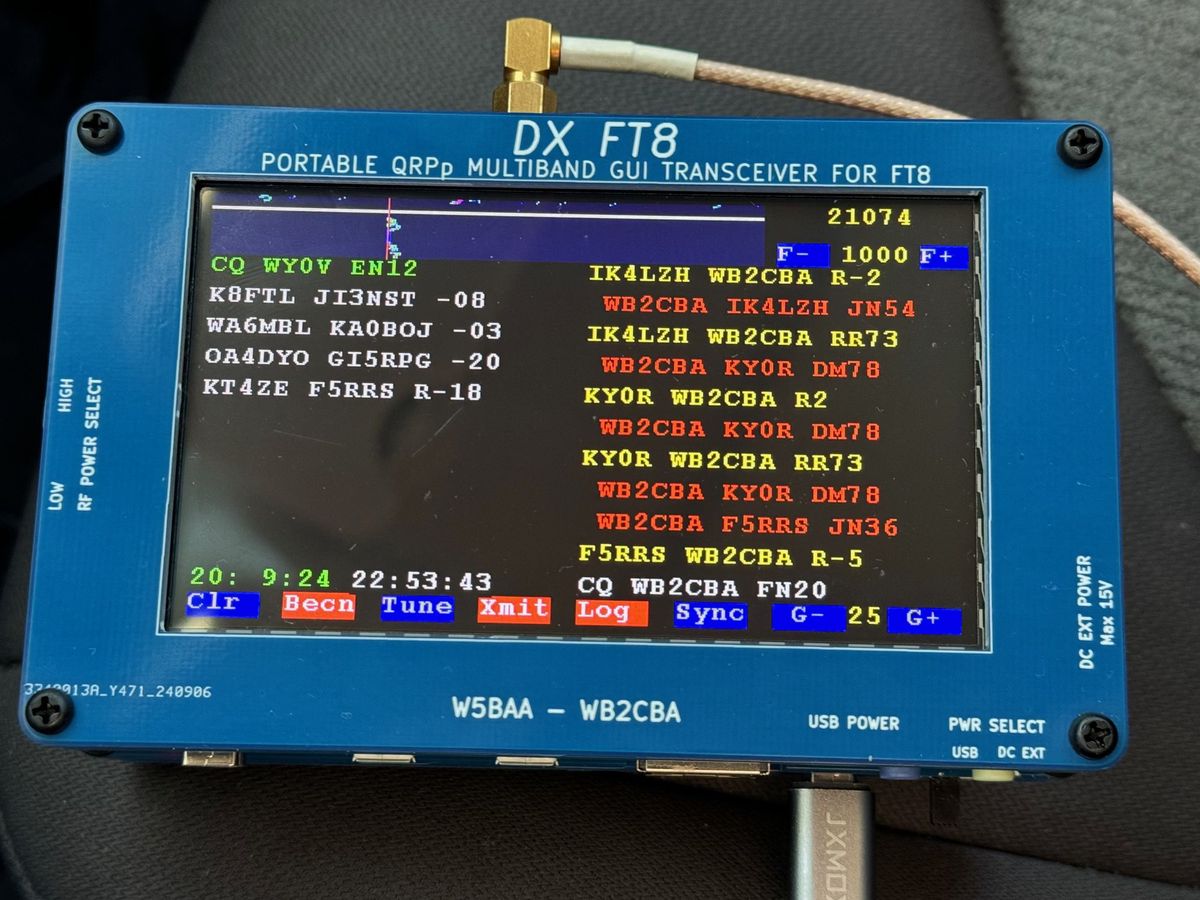 DX FT8
PORTABLE QRPp MULTIBAND GUI TRANSCEIVER FOR FT8
21074
F- 1000 F+
CQ WY0V EN12
K8FTL JI3NST -08
WA6MBL KA0BOJ -03
OA4DYO GI5RPG -20
KT4ZE F5RRS R-18
IK4LZH WB2CBA R-2
WB2CBA IK4LZH JN54
IK4LZH WB2CBA RR73
WB2CBA KY0R DM78
KY0R WB2CBA R2
WB2CBA KY0R DM78
KY0R WB2CBA RR73
WB2CBA KY0R DM78
WB2CBA F5RRS JN36
F5RRS WB2CBA R-5
CQ WB2CBA FN20
20: 9:24 22:53:43
Clr Becn Tune Xmit Log Sync G- 25 G+
HIGH
LOW
RF POWER SELECT
DC EXT POWER
Max 15V
Y471_240906
W5BAA - WB2CBA
USB POWER
PWR SELECT
USB DC EXT